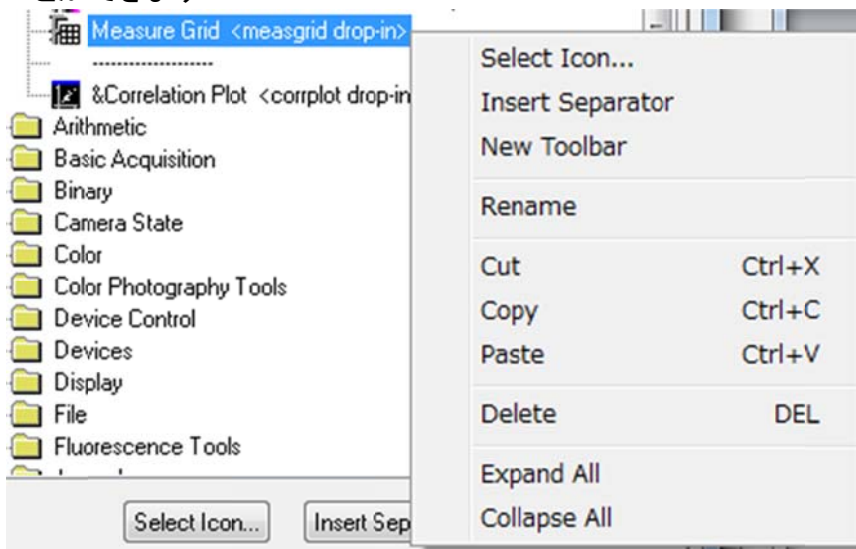 Measure Grid <measgrid drop-in>
--------------------
&Correlation Plot <corrplot drop-in
Arithmetic
Basic Acquisition
Binary
Camera State
Color
Color Photography Tools
Device Control
Devices
Display
File
Fluorescence Tools
Select Icon...
Insert Sep
Select Icon...
Insert Separator
New Toolbar
Rename
Cut Ctrl+X
Copy Ctrl+C
Paste Ctrl+V
Delete DEL
Expand All
Collapse All